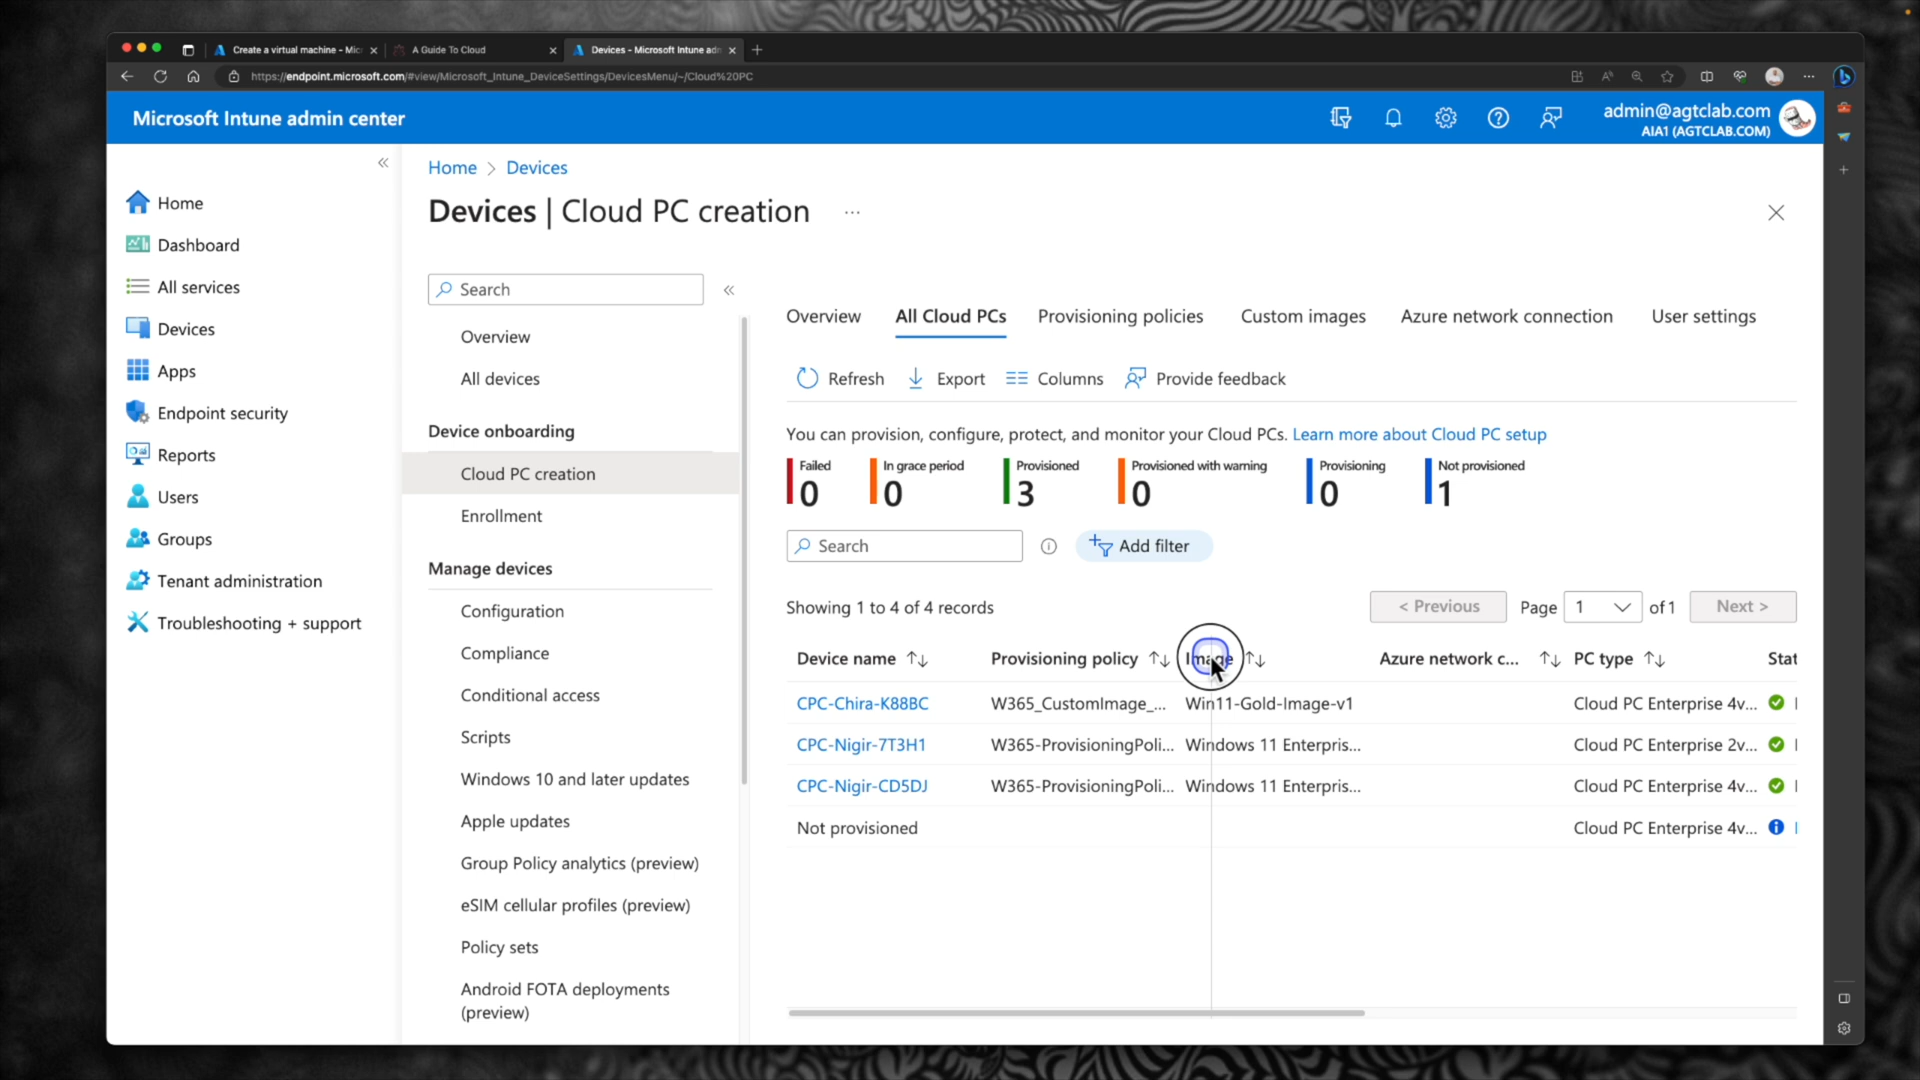 Create a virtual machine - Mic
A Guide To Cloud
Devices - Microsoft Intune adn
https://endpoint.microsoft.com/#view/Microsoft_Intune_DeviceSettings/DevicesMenu/~/Cloud%20PC
Microsoft Intune admin center
admin@agtclab.com
AIA1 (AGTCLAB.COM)
Home
Dashboard
All services
Devices
Apps
Endpoint security
Reports
Users
Groups
Tenant administration
Troubleshooting + support
Home > Devices
Devices | Cloud PC creation ...
Search
Overview
All devices
Device onboarding
Cloud PC creation
Enrollment
Manage devices
Configuration
Compliance
Conditional access
Scripts
Windows 10 and later updates
Apple updates
Group Policy analytics (preview)
eSIM cellular profiles (preview)
Policy sets
Android FOTA deployments
(preview)
Overview All Cloud PCs Provisioning policies Custom images Azure network connection User settings
Refresh Export Columns Provide feedback
You can provision, configure, protect, and monitor your Cloud PCs. Learn more about Cloud PC setup
Failed In grace period Provisioned Provisioned with warning Provisioning Not provisioned
0 0 3 0 0 1
Search Add filter
Showing 1 to 4 of 4 records < Previous Page 1 of 1 Next >
Device name Provisioning policy Image Azure network c... PC type Stat
CPC-Chira-K88BC W365_CustomImage_... Win11-Gold-Image-v1 Cloud PC Enterprise 4v...
CPC-Nigir-7T3H1 W365-ProvisioningPoli... Windows 11 Enterpris... Cloud PC Enterprise 2v...
CPC-Nigir-CD5DJ W365-ProvisioningPoli... Windows 11 Enterpris... Cloud PC Enterprise 4v...
Not provisioned Cloud PC Enterprise 4v...